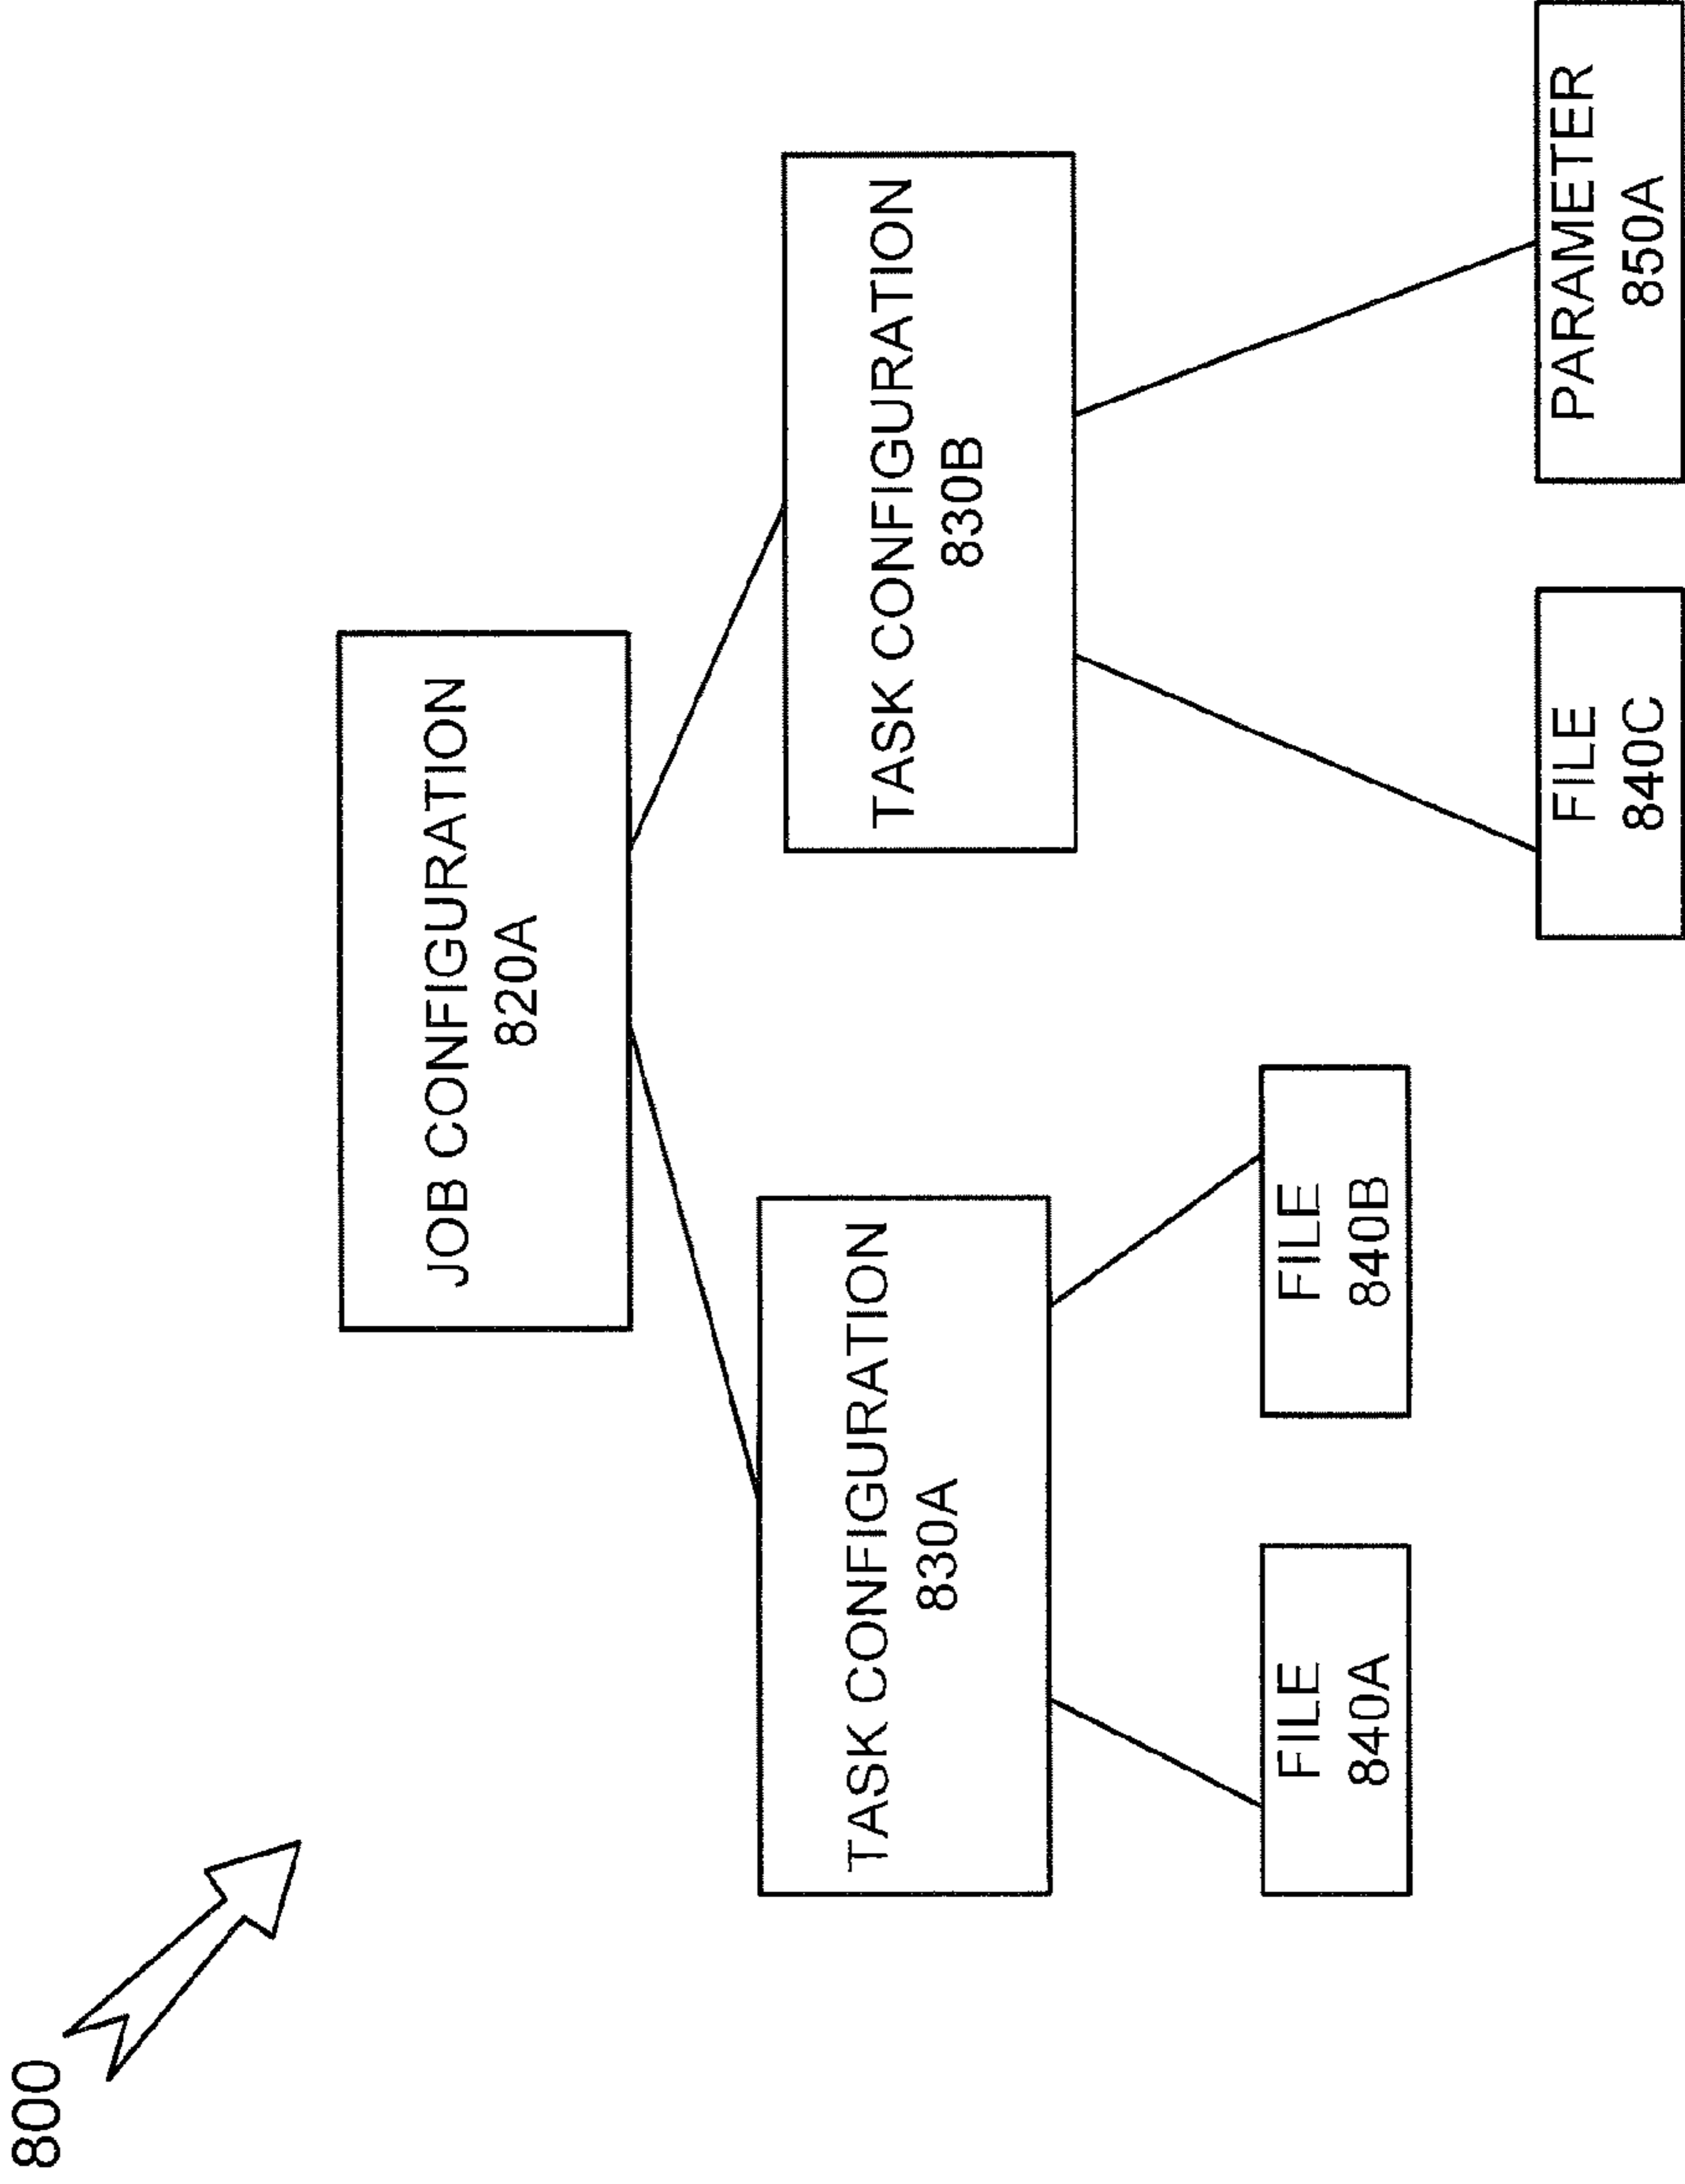 800
JOB CONFIGURATION
820A
TASK CONFIGURATION
830A
TASK CONFIGURATION
830B
FILE
840A
FILE
840B
FILE
840C
PARAMETER
850A